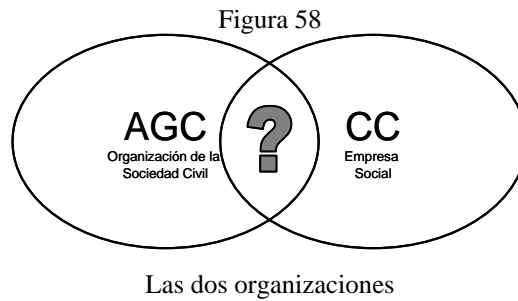 Figura 58
AGC
Organización de la
Sociedad Civil
?
CC
Empresa
Social
Las dos organizaciones